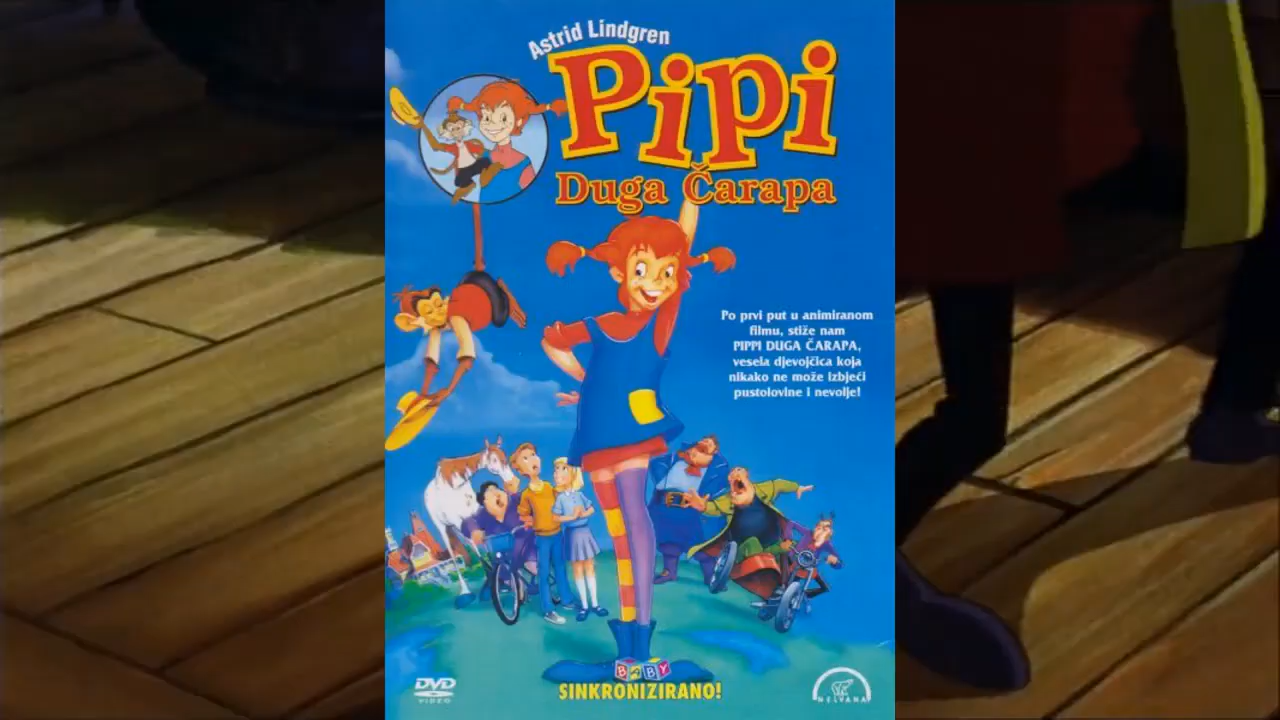 Astrid Lindgren
Pipi
Duga Čarapa
Po prvi put u animiranom
filmu, stiže nam
PIPPI DUGA ČARAPA,
vesela djevojčica koja
nikako ne može izbjeći
pustolovine i nevolje!
BABY
SINKRONIZIRANO!
DVD
VIDEO
NELVANA